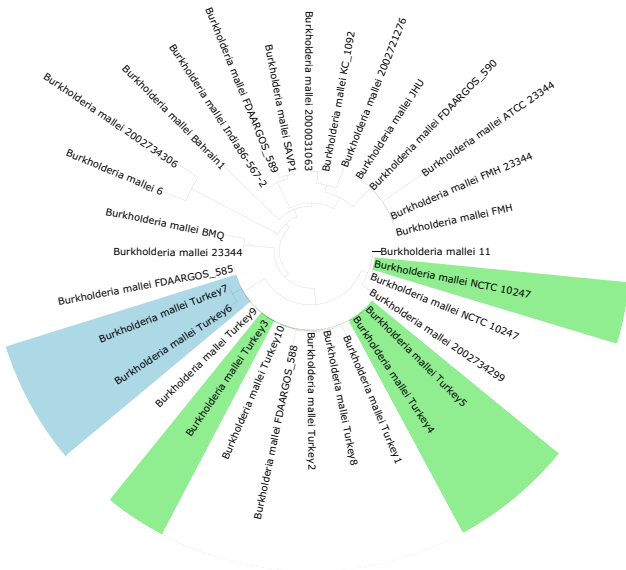 Burkholderia mallei 11
Burkholderia mallei FMH
Burkholderia mallei FMH 23344
Burkholderia mallei ATCC 23344
Burkholderia mallei FDAARGOS_590
Burkholderia mallei JHU
Burkholderia mallei 2002721276
Burkholderia mallei KC_1092
Burkholderia mallei 2000031063
Burkholderia mallei SAVP1
Burkholderia mallei FDAARGOS_589
Burkholderia mallei India86-567-2
Burkholderia mallei Bahrain1
Burkholderia mallei 2002734306
Burkholderia mallei 6
Burkholderia mallei BMQ
Burkholderia mallei 23344
Burkholderia mallei FDAARGOS_585
Burkholderia mallei Turkey7
Burkholderia mallei Turkey6
Burkholderia mallei Turkey9
Burkholderia mallei Turkey3
Burkholderia mallei Turkey10
Burkholderia mallei FDAARGOS_588
Burkholderia mallei Turkey2
Burkholderia mallei Turkey8
Burkholderia mallei Turkey1
Burkholderia mallei Turkey4
Burkholderia mallei Turkey5
Burkholderia mallei 2002734299
Burkholderia mallei NCTC 10247
Burkholderia mallei NCTC 10247